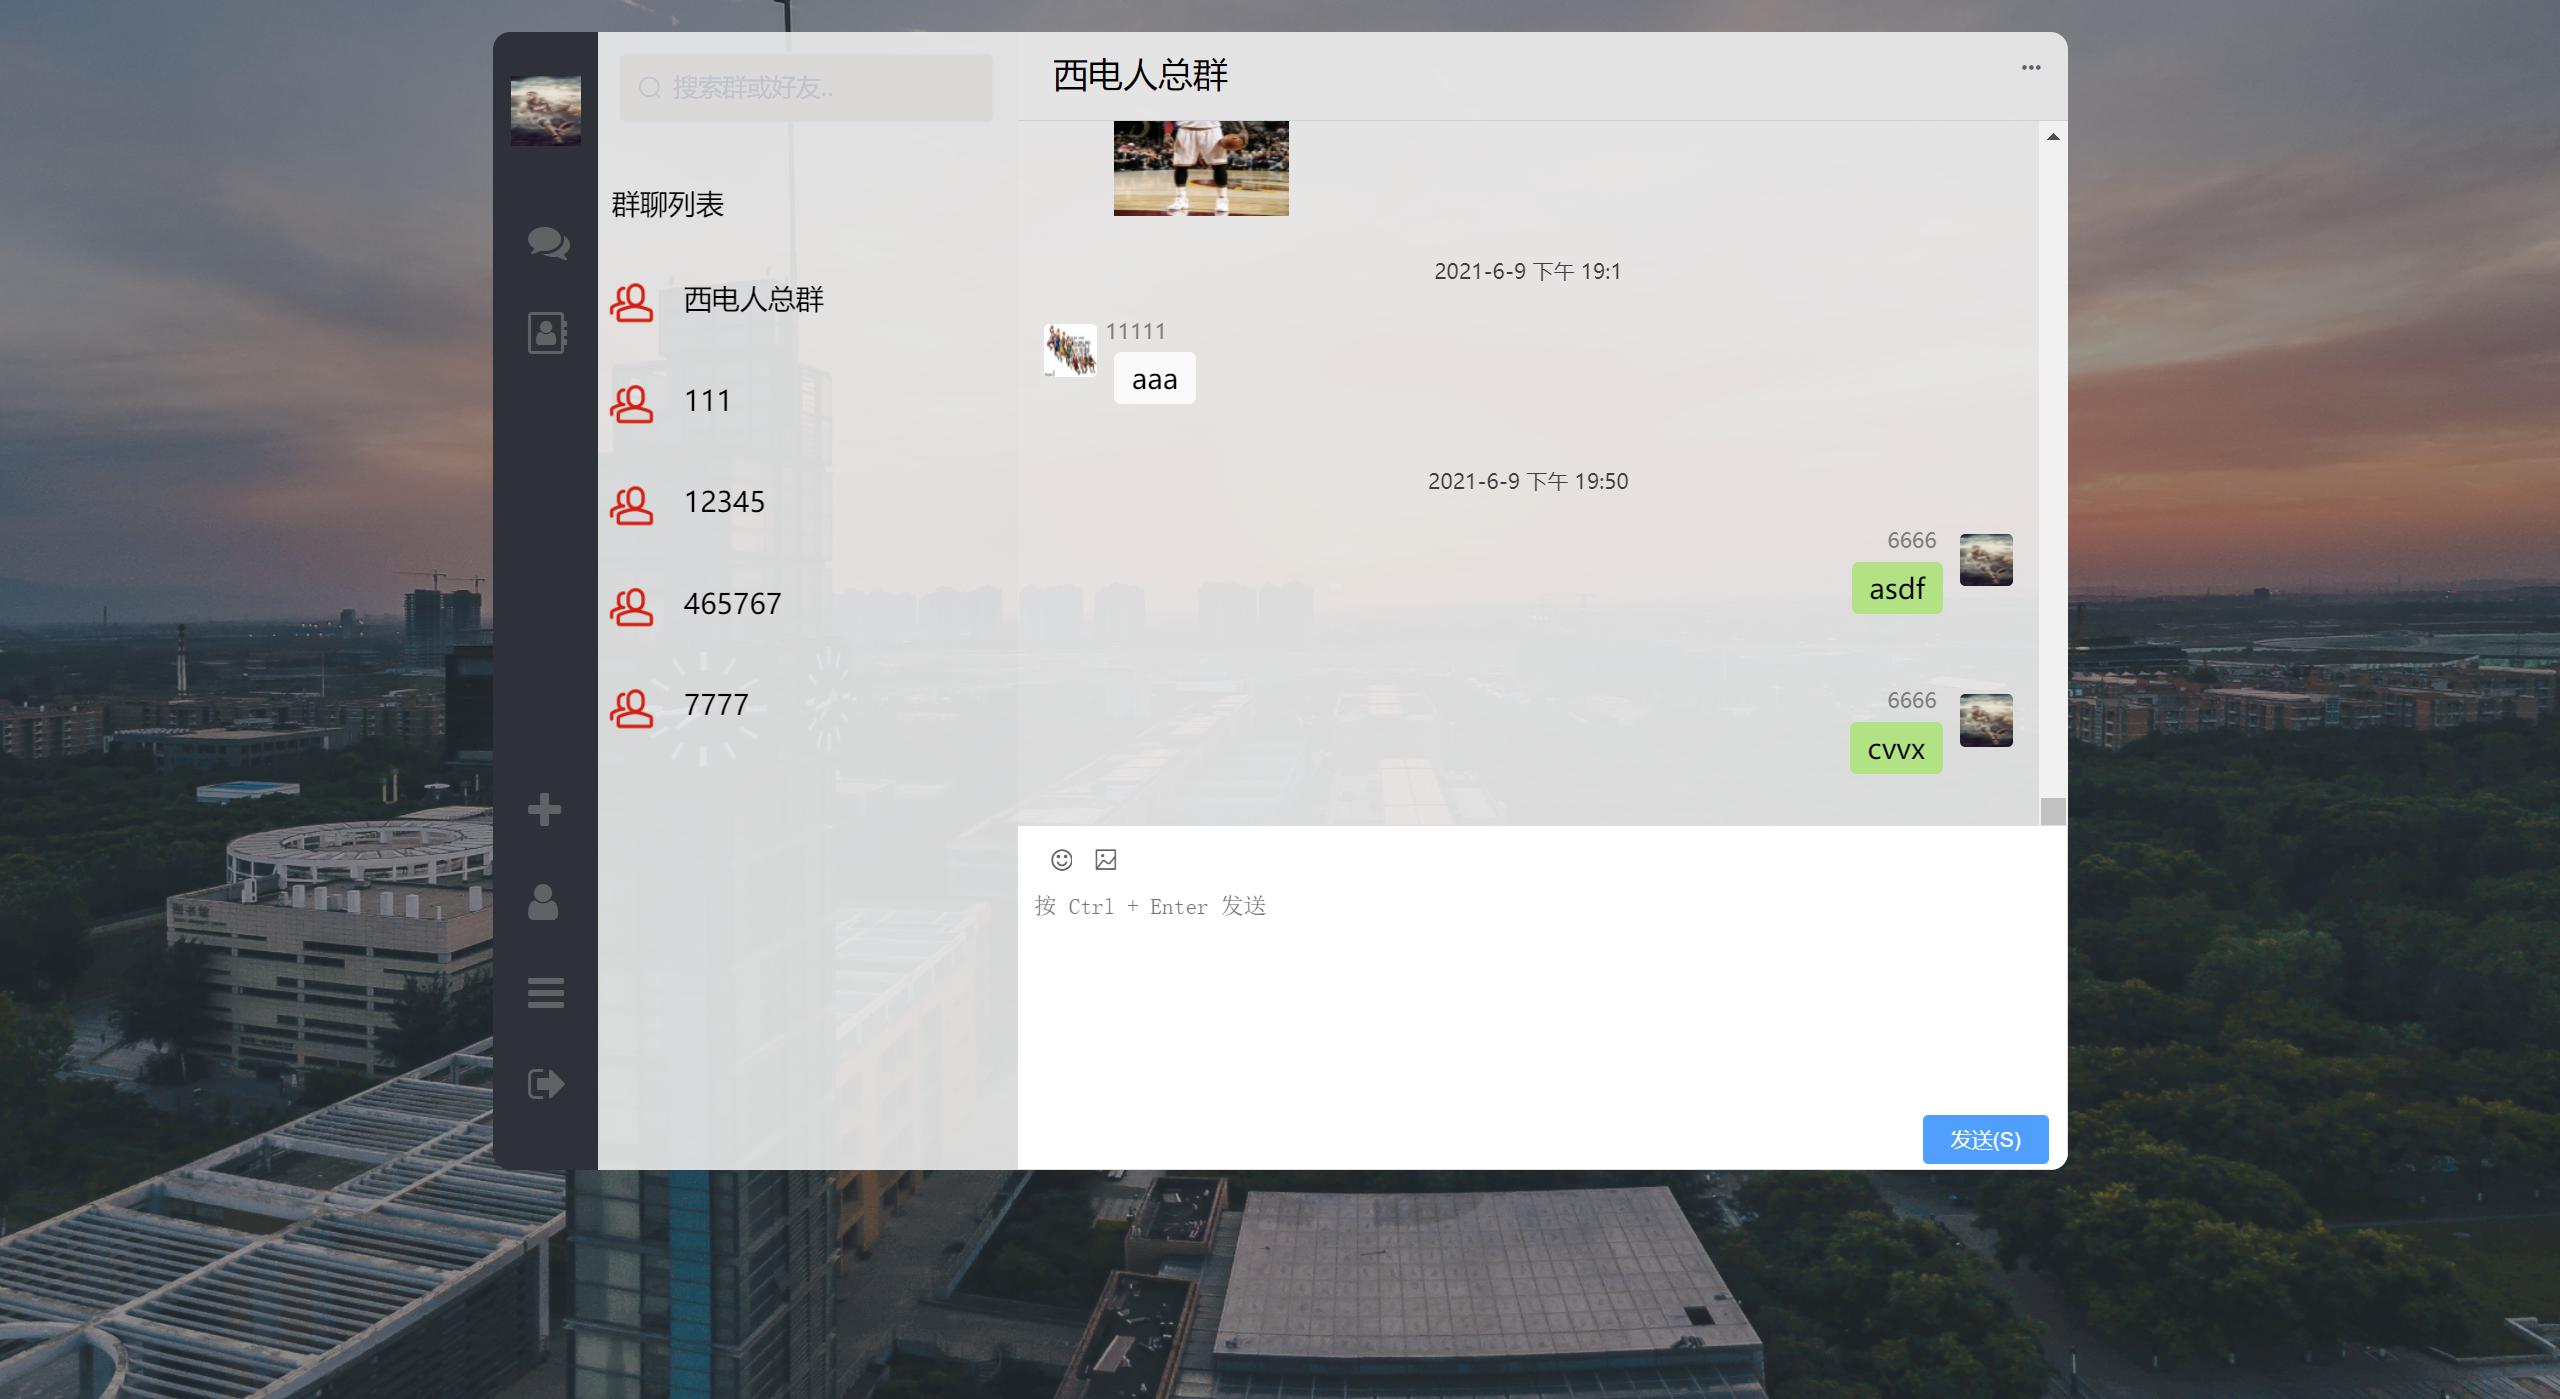 搜索群或好友..
群聊列表
西电人总群
111
12345
465767
7777
西电人总群
2021-6-9 下午 19:1
11111
aaa
2021-6-9 下午 19:50
6666
asdf
6666
cvvx
按 Ctrl + Enter 发送
发送(S)